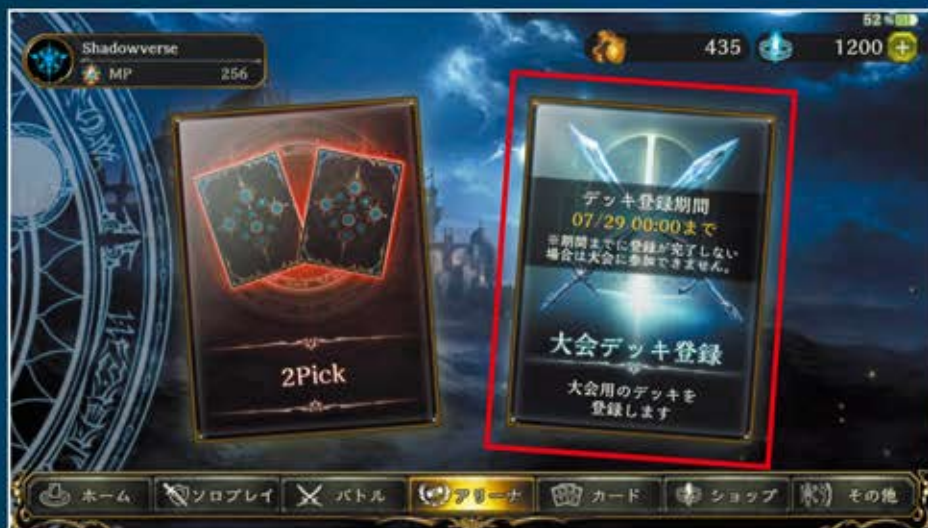 52%
Shadowverse
MP 256
435
1200
2Pick
デッキ登録期間
07/29 00:00まで
※期間までに登録が完了しない
場合は大会に参加できません。
大会デッキ登録
大会用のデッキを
登録します
ホーム
ソロプレイ
バトル
アリーナ
カード
ショップ
その他